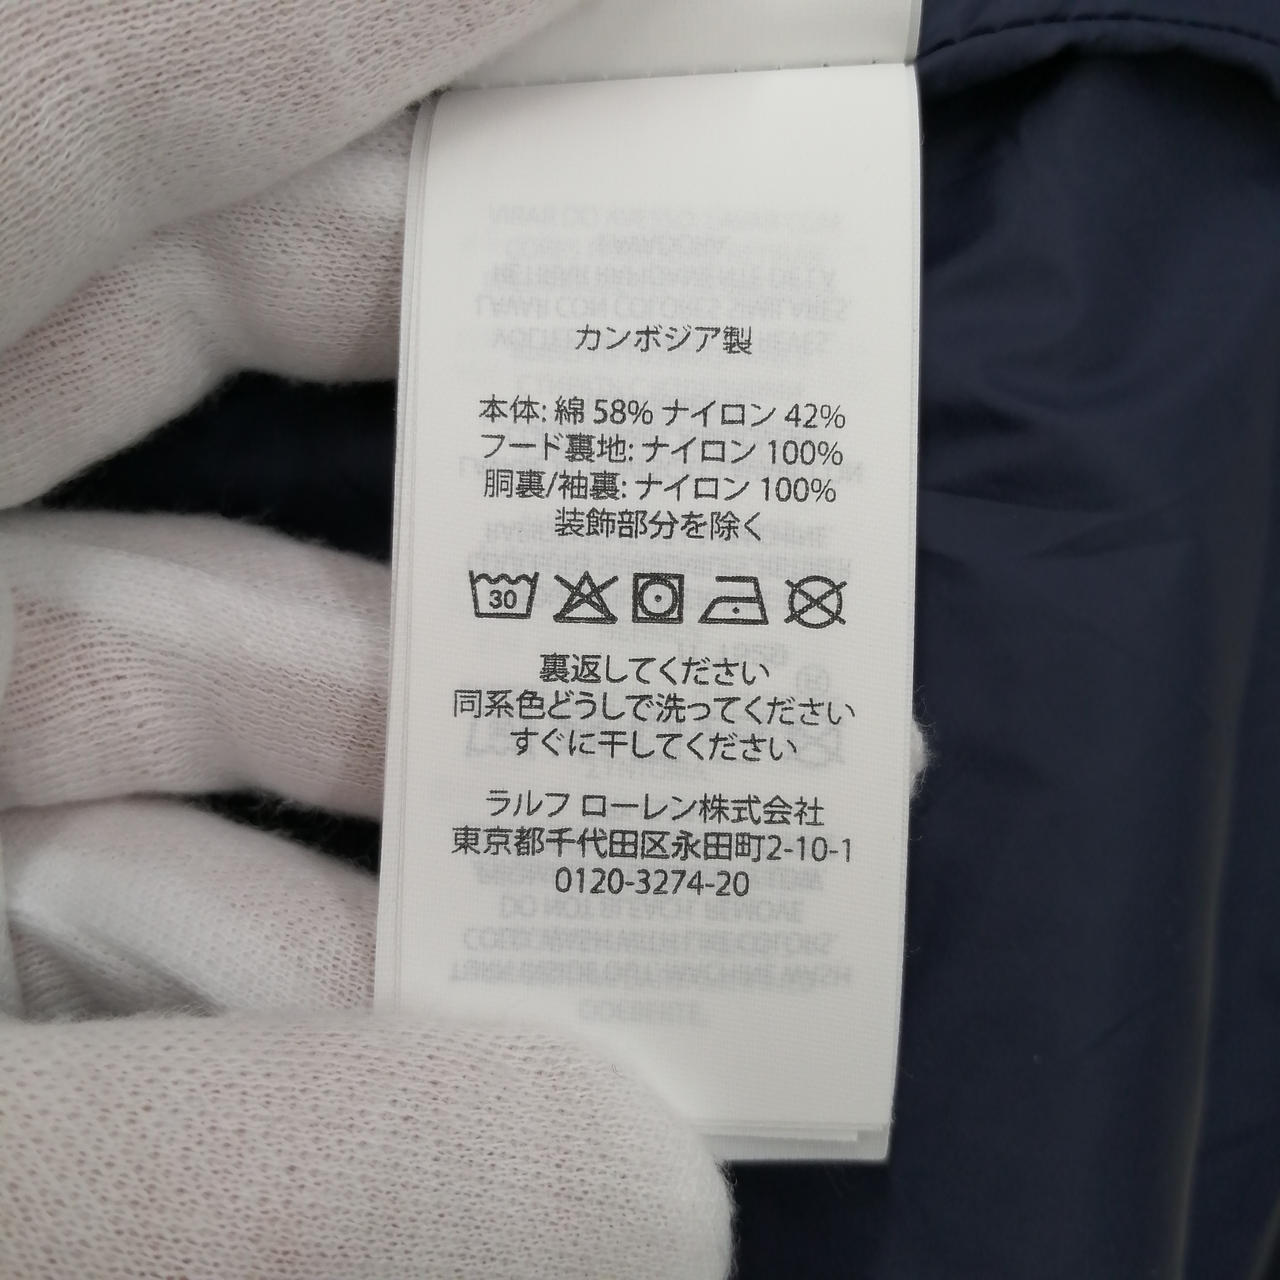 カンボジア製
本体: 綿 58% ナイロン 42%
フード裏地: ナイロン 100%
胴裏/袖裏: ナイロン 100%
装飾部分を除く
30
裏返してください
同系色どうしで洗ってください
すぐに干してください
ラルフ ローレン株式会社
東京都千代田区永田町2-10-1
0120-3274-20